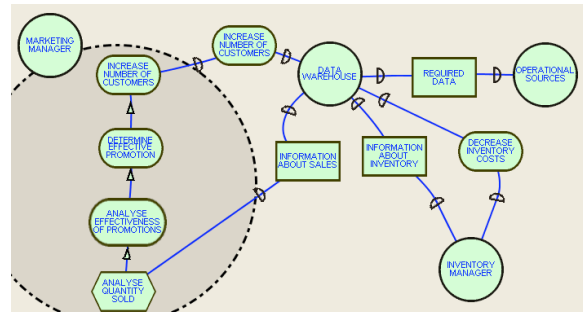 MARKETING
MANAGER
INCREASE
NUMBER OF
CUSTOMERS
INCREASE
NUMBER OF
CUSTOMERS
DATA
WAREHOUSE
REQUIRED
DATA
OPERATIONAL
SOURCES
DETERMINE
EFFECTIVE
PROMOTION
INFORMATION
ABOUT SALES
INFORMATION
ABOUT
INVENTORY
DECREASE
INVENTORY
COSTS
ANALYSE
EFFECTIVENESS
OF PROMOTIONS
ANALYSE
QUANTITY
SOLD
INVENTORY
MANAGER